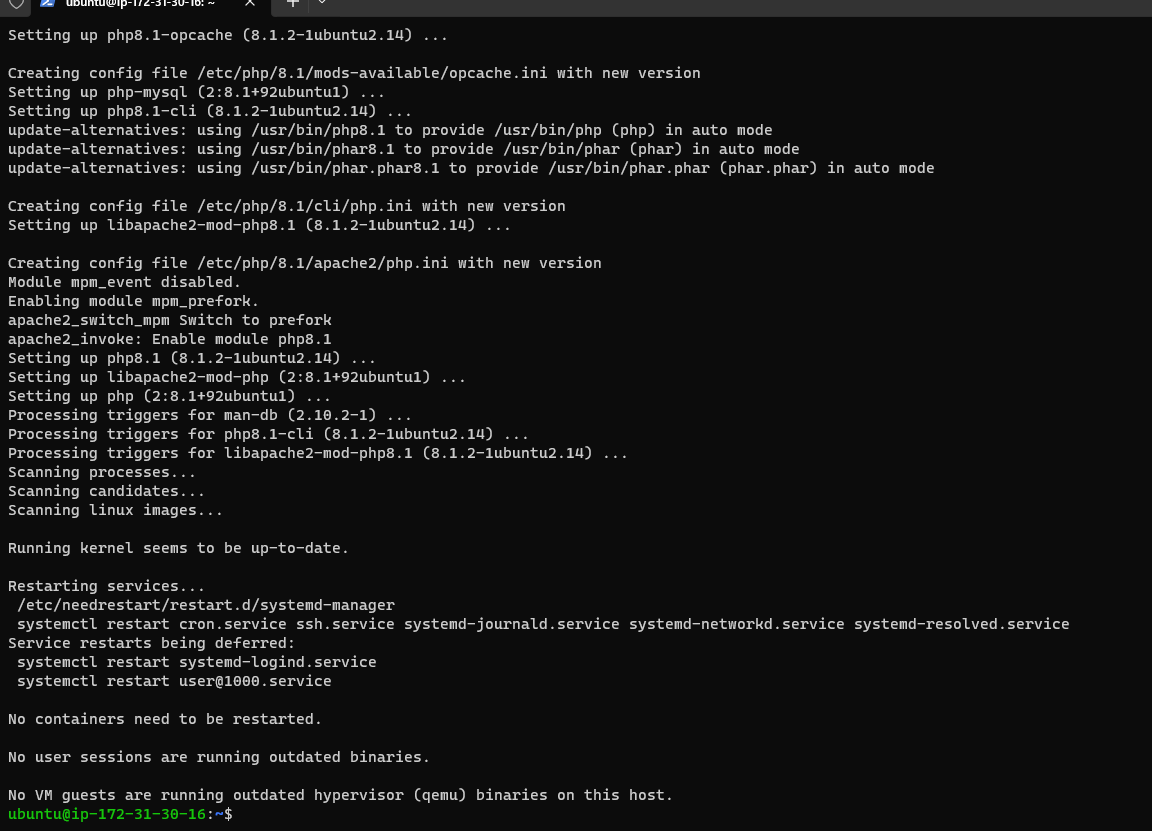 ubuntu@ip-172-31-30-16: ~
Setting up php8.1-opcache (8.1.2-1ubuntu2.14) ...
Creating config file /etc/php/8.1/mods-available/opcache.ini with new version
Setting up php-mysql (2:8.1+92ubuntu1) ...
Setting up php8.1-cli (8.1.2-1ubuntu2.14) ...
update-alternatives: using /usr/bin/php8.1 to provide /usr/bin/php (php) in auto mode
update-alternatives: using /usr/bin/phar8.1 to provide /usr/bin/phar (phar) in auto mode
update-alternatives: using /usr/bin/phar.phar8.1 to provide /usr/bin/phar.phar (phar.phar) in auto mode
Creating config file /etc/php/8.1/cli/php.ini with new version
Setting up libapache2-mod-php8.1 (8.1.2-1ubuntu2.14) ...
Creating config file /etc/php/8.1/apache2/php.ini with new version
Module mpm_event disabled.
Enabling module mpm_prefork.
apache2_switch_mpm Switch to prefork
apache2_invoke: Enable module php8.1
Setting up php8.1 (8.1.2-1ubuntu2.14) ...
Setting up libapache2-mod-php (2:8.1+92ubuntu1) ...
Setting up php (2:8.1+92ubuntu1) ...
Processing triggers for man-db (2.10.2-1) ...
Processing triggers for php8.1-cli (8.1.2-1ubuntu2.14) ...
Processing triggers for libapache2-mod-php8.1 (8.1.2-1ubuntu2.14) ...
Scanning processes...
Scanning candidates...
Scanning linux images...
Running kernel seems to be up-to-date.
Restarting services...
/etc/needrestart/restart.d/systemd-manager
systemctl restart cron.service ssh.service systemd-journald.service systemd-networkd.service systemd-resolved.service
Service restarts being deferred:
systemctl restart systemd-logind.service
systemctl restart user@1000.service
No containers need to be restarted.
No user sessions are running outdated binaries.
No VM guests are running outdated hypervisor (qemu) binaries on this host.
ubuntu@ip-172-31-30-16:~$